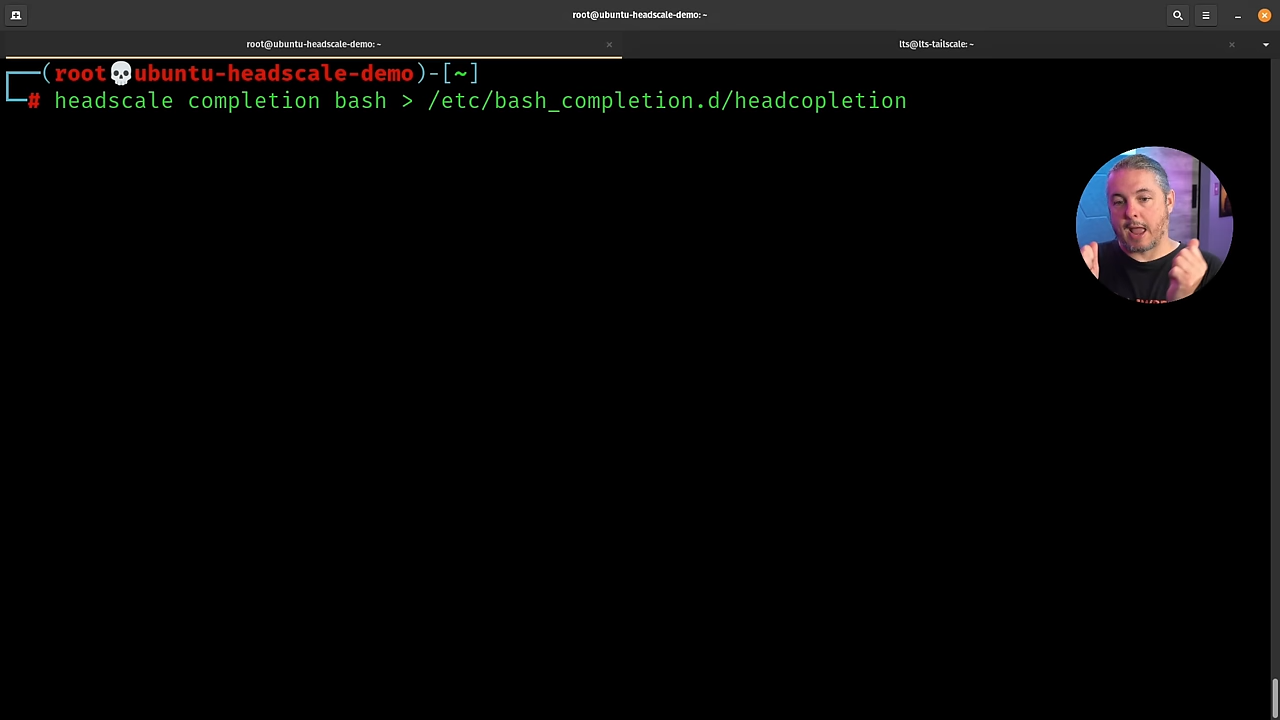 root@ubuntu-headscale-demo: ~
root@ubuntu-headscale-demo: ~
lts@lts-tailscale: ~
(root💀ubuntu-headscale-demo)-[~]
# headscale completion bash > /etc/bash_completion.d/headcopletion